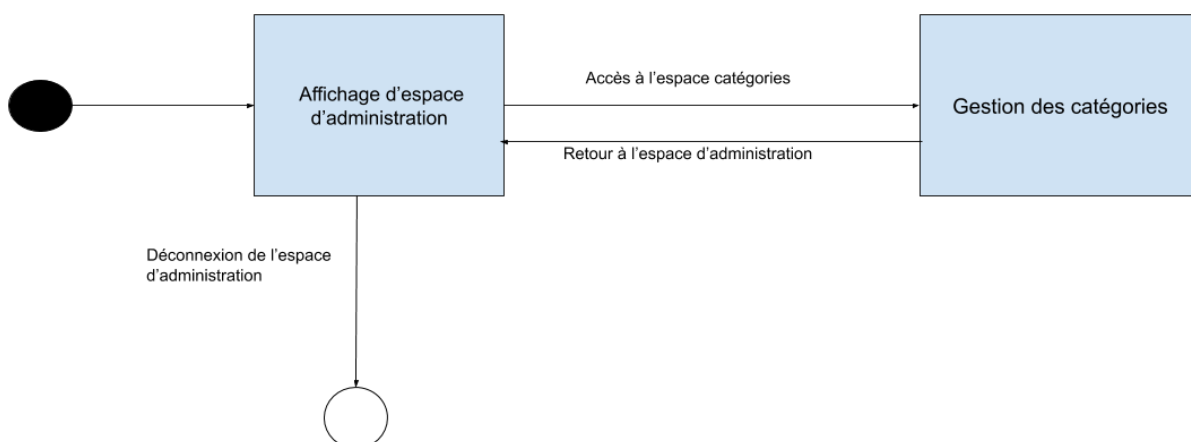 Affichage d’espace
d’administration
Accès à l’espace catégories
Gestion des catégories
Retour à l’espace d’administration
Déconnexion de l’espace
d’administration